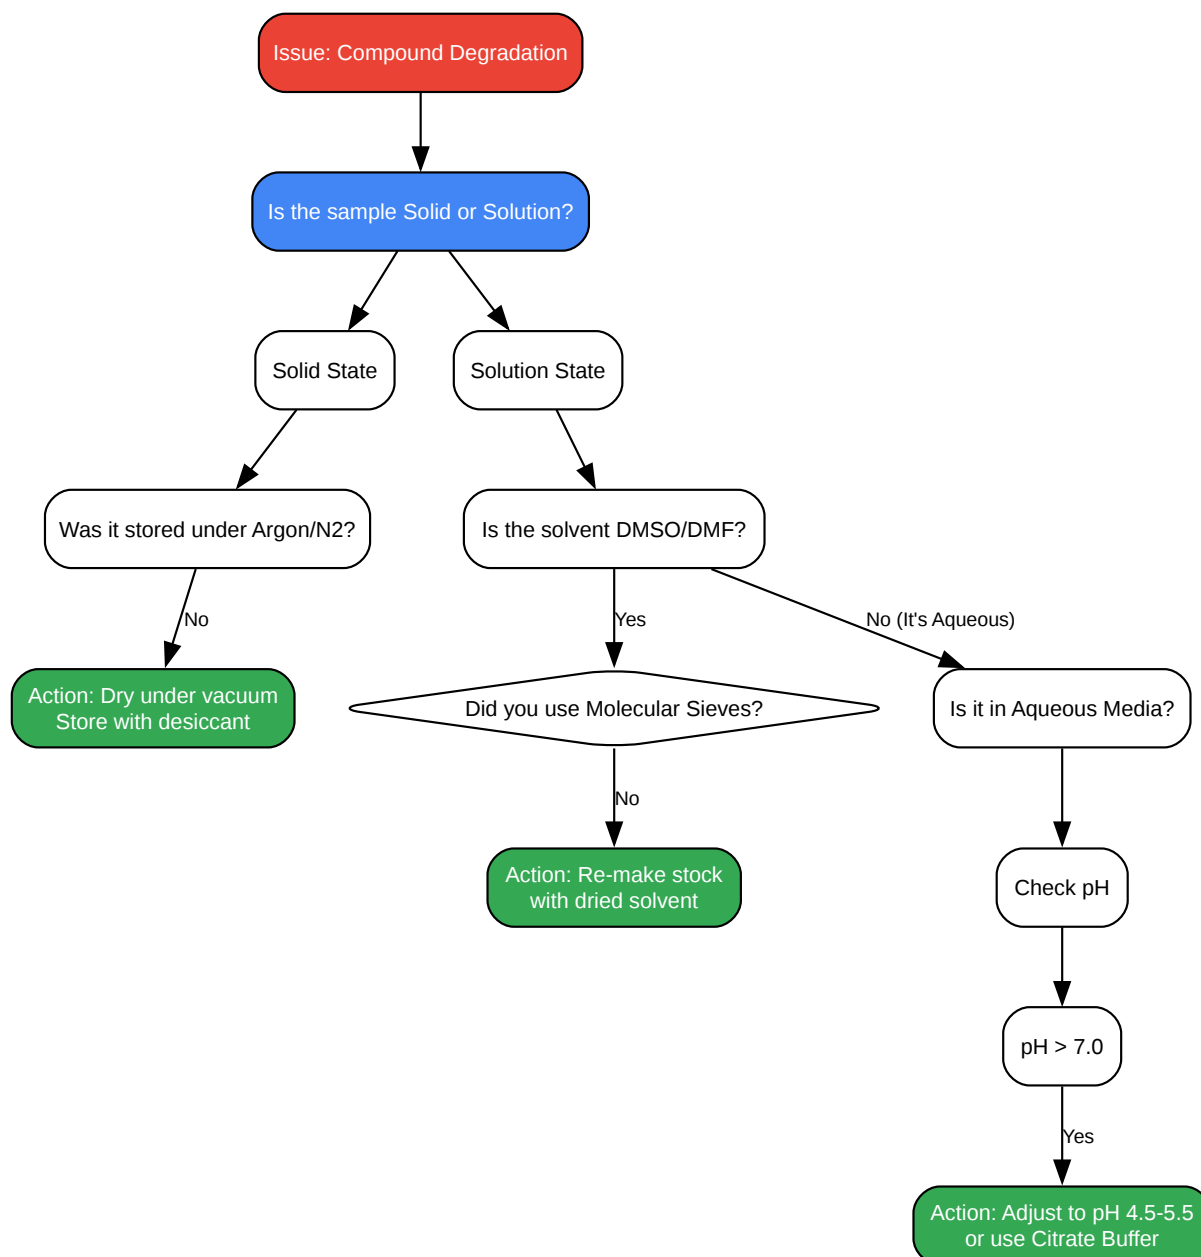 Issue: Compound Degradation
Is the sample Solid or Solution?
Solid State
Solution State
Was it stored under Argon/N2?
Is the solvent DMSO/DMF?
No
Yes
No (It's Aqueous)
Action: Dry under vacuum
Store with desiccant
Did you use Molecular Sieves?
Is it in Aqueous Media?
No
Action: Re-make stock
with dried solvent
Check pH
pH > 7.0
Yes
Action: Adjust to pH 4.5-5.5
or use Citrate Buffer